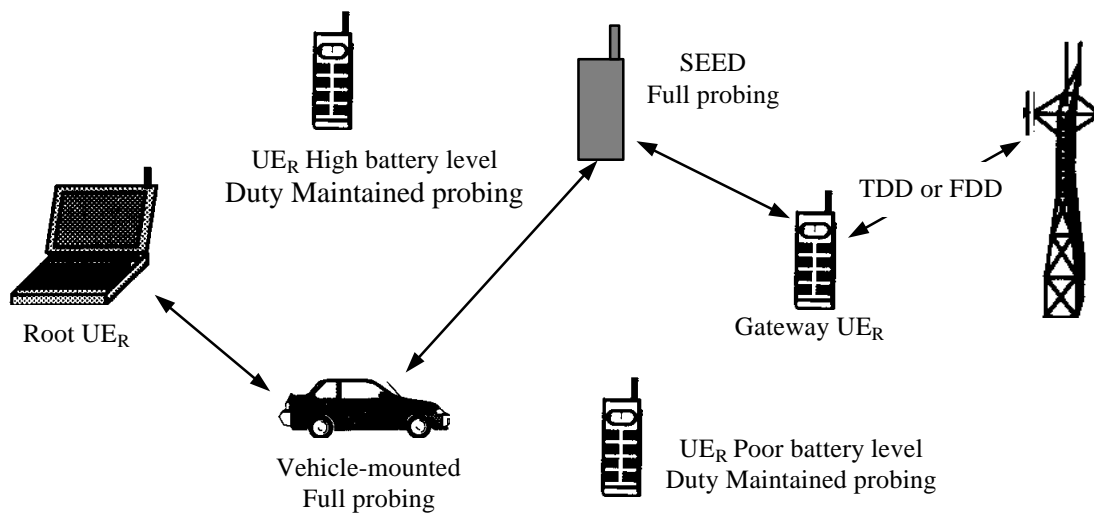 SEED
Full probing
UE_R High battery level
Duty Maintained probing
TDD or FDD
Root UE_R
Gateway UE_R
Vehicle-mounted
Full probing
UE_R Poor battery level
Duty Maintained probing